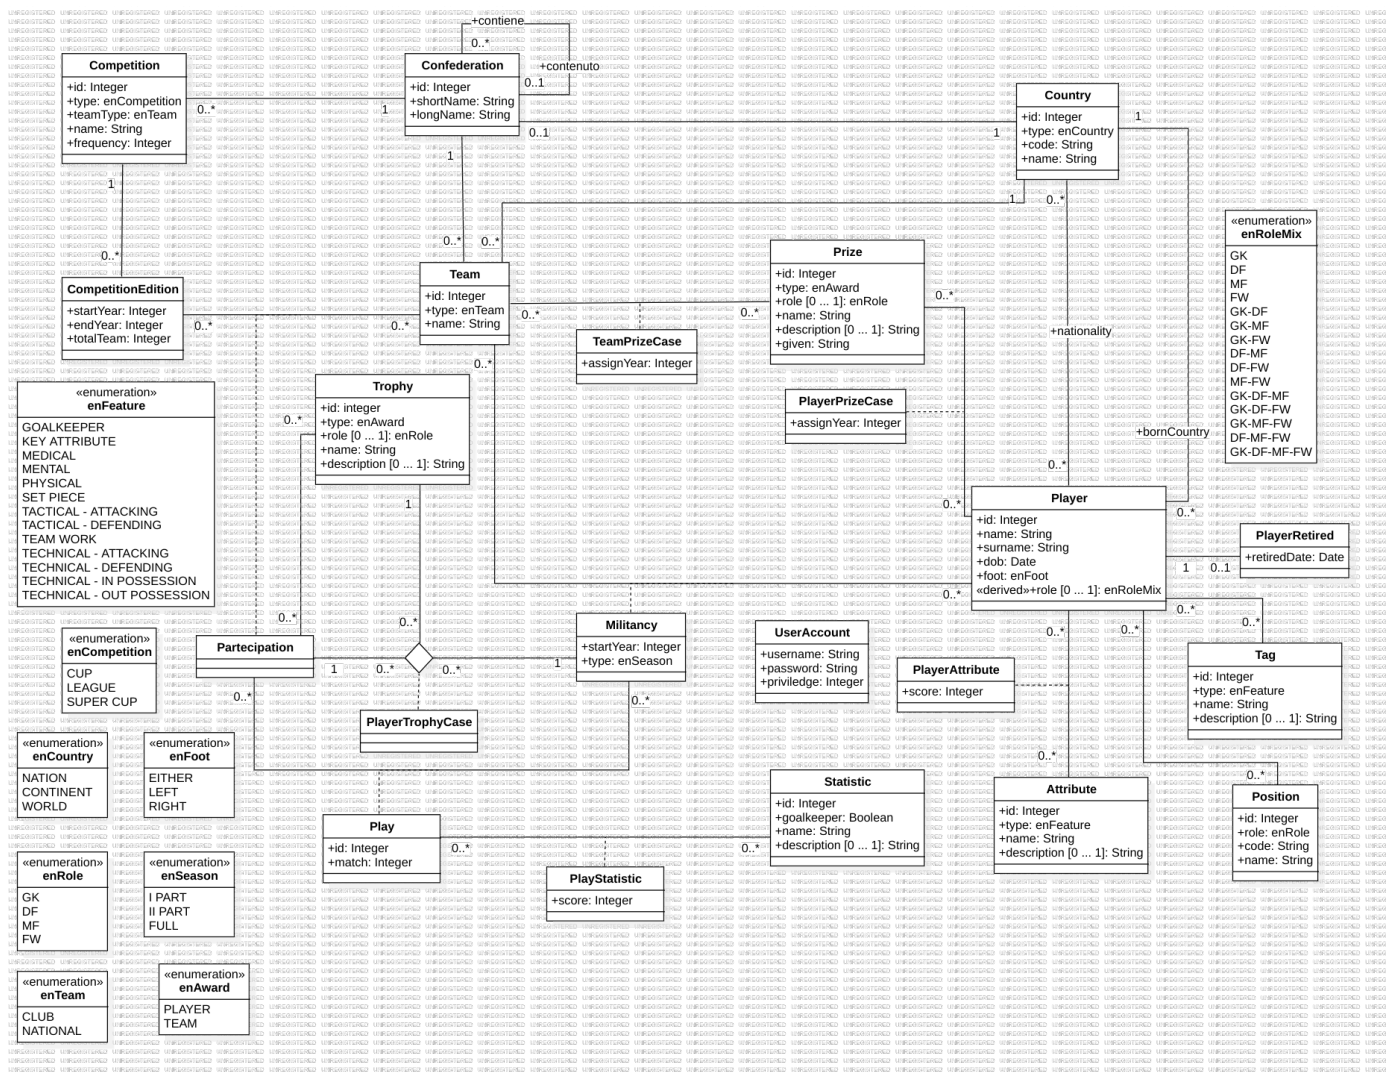 +contiene
0..*
+contenuto
0..1
Competition
+id: Integer
+type: enCompetition
+teamType: enTeam
+name: String
+frequency: Integer
0..*
1
Confederation
+id: Integer
+shortName: String
+longName: String
0..1
1
Country
+id: Integer
+type: enCountry
+code: String
+name: String
1
1
0..*
1
1
0..*
0..*
0..*
«enumeration»
enRoleMix
GK
DF
MF
FW
GK-DF
GK-MF
GK-FW
DF-MF
DF-FW
MF-FW
GK-DF-MF
GK-DF-FW
GK-MF-FW
DF-MF-FW
GK-DF-MF-FW
CompetitionEdition
+startYear: Integer
+endYear: Integer
+totalTeam: Integer
0..*
0..*
Team
+id: Integer
+type: enTeam
+name: String
0..*
0..*
0..*
Prize
+id: Integer
+type: enAward
+role [0 ... 1]: enRole
+name: String
+description [0 ... 1]: String
+given: String
0..*
TeamPrizeCase
+assignYear: Integer
+nationality
PlayerPrizeCase
+assignYear: Integer
+bornCountry
0..*
0..*
0..*
«enumeration»
enFeature
GOALKEEPER
KEY ATTRIBUTE
MEDICAL
MENTAL
PHYSICAL
SET PIECE
TACTICAL - ATTACKING
TACTICAL - DEFENDING
TEAM WORK
TECHNICAL - ATTACKING
TECHNICAL - DEFENDING
TECHNICAL - IN POSSESSION
TECHNICAL - OUT POSSESSION
Trophy
+id: integer
+type: enAward
+role [0 ... 1]: enRole
+name: String
+description [0 ... 1]: String
0..*
1
Player
+id: Integer
+name: String
+surname: String
+dob: Date
+foot: enFoot
«derived»+role [0 ... 1]: enRoleMix
0..*
PlayerRetired
+retiredDate: Date
1
0..1
0..*
0..*
0..*
0..*
0..*
«enumeration»
enCompetition
CUP
LEAGUE
SUPER CUP
Partecipation
1
0..*
0..*
1
0..*
0..*
Militancy
+startYear: Integer
+type: enSeason
UserAccount
+username: String
+password: String
+priviledge: Integer
PlayerAttribute
+score: Integer
Tag
+id: Integer
+type: enFeature
+name: String
+description [0 ... 1]: String
PlayerTrophyCase
«enumeration»
enCountry
NATION
CONTINENT
WORLD
«enumeration»
enFoot
EITHER
LEFT
RIGHT
0..*
0..*
Play
+id: Integer
+match: Integer
0..*
0..*
Statistic
+id: Integer
+goalkeeper: Boolean
+name: String
+description [0 ... 1]: String
Attribute
+id: Integer
+type: enFeature
+name: String
+description [0 ... 1]: String
Position
+id: Integer
+role: enRole
+code: String
+name: String
«enumeration»
enRole
GK
DF
MF
FW
«enumeration»
enSeason
I PART
II PART
FULL
PlayStatistic
+score: Integer
«enumeration»
enTeam
CLUB
NATIONAL
«enumeration»
enAward
PLAYER
TEAM